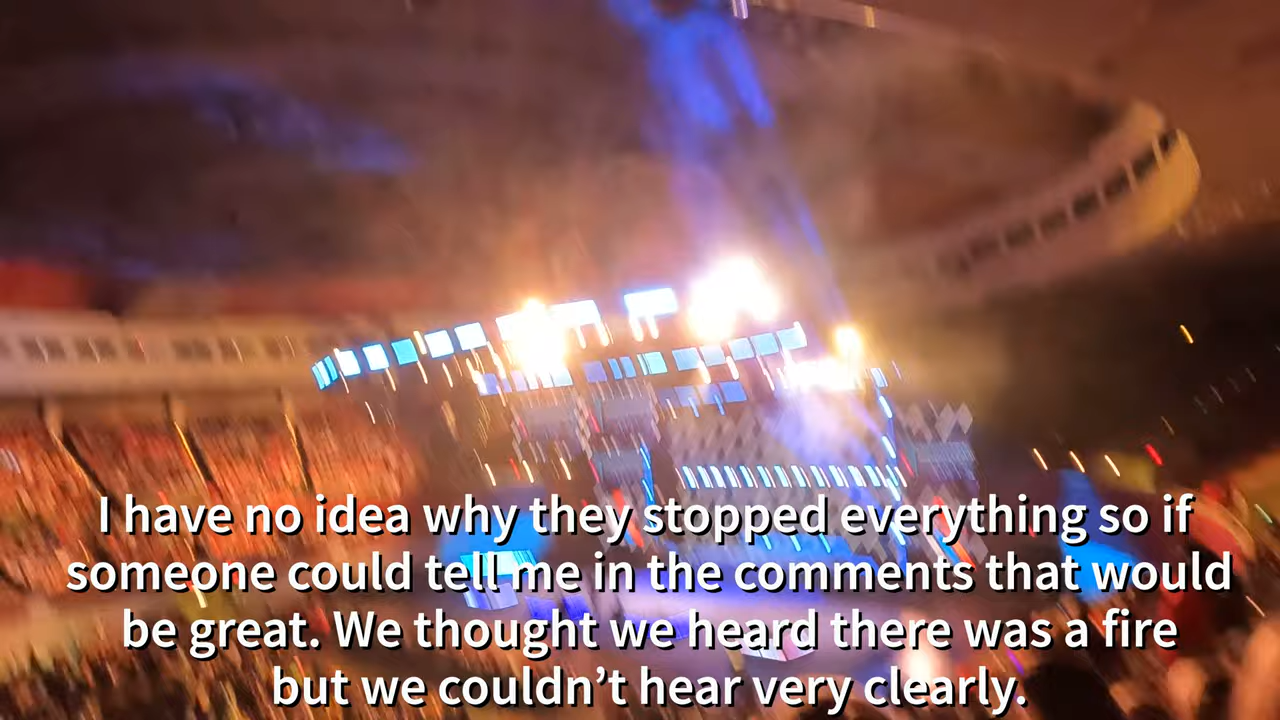 I have no idea why they stopped everything so if
someone could tell me in the comments that would
be great. We thought we heard there was a fire
but we couldn’t hear very clearly.